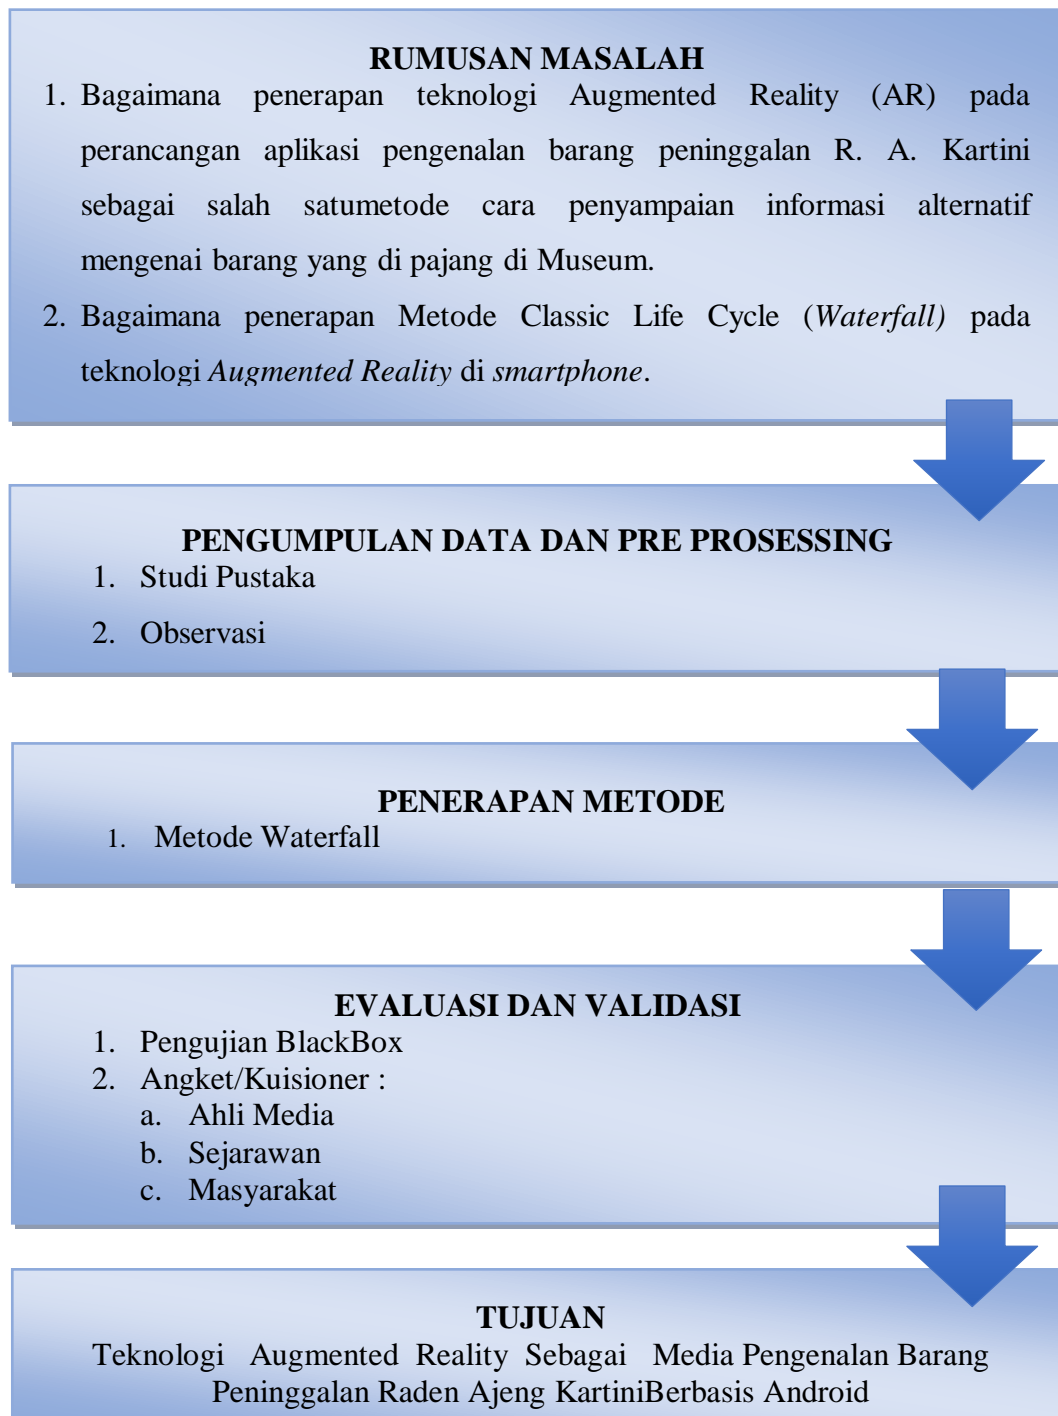 RUMUSAN MASALAH
1. Bagaimana penerapan teknologi Augmented Reality (AR) pada
perancangan aplikasi pengenalan barang peninggalan R. A. Kartini
sebagai salah satumetode cara penyampaian informasi alternatif
mengenai barang yang di pajang di Museum.
2. Bagaimana penerapan Metode Classic Life Cycle (Waterfall) pada
teknologi Augmented Reality di smartphone.
PENGUMPULAN DATA DAN PRE PROSESSING
1. Studi Pustaka
2. Observasi
PENERAPAN METODE
1. Metode Waterfall
EVALUASI DAN VALIDASI
1. Pengujian BlackBox
2. Angket/Kuisioner :
a. Ahli Media
b. Sejarawan
c. Masyarakat
TUJUAN
Teknologi Augmented Reality Sebagai Media Pengenalan Barang
Peninggalan Raden Ajeng KartiniBerbasis Android